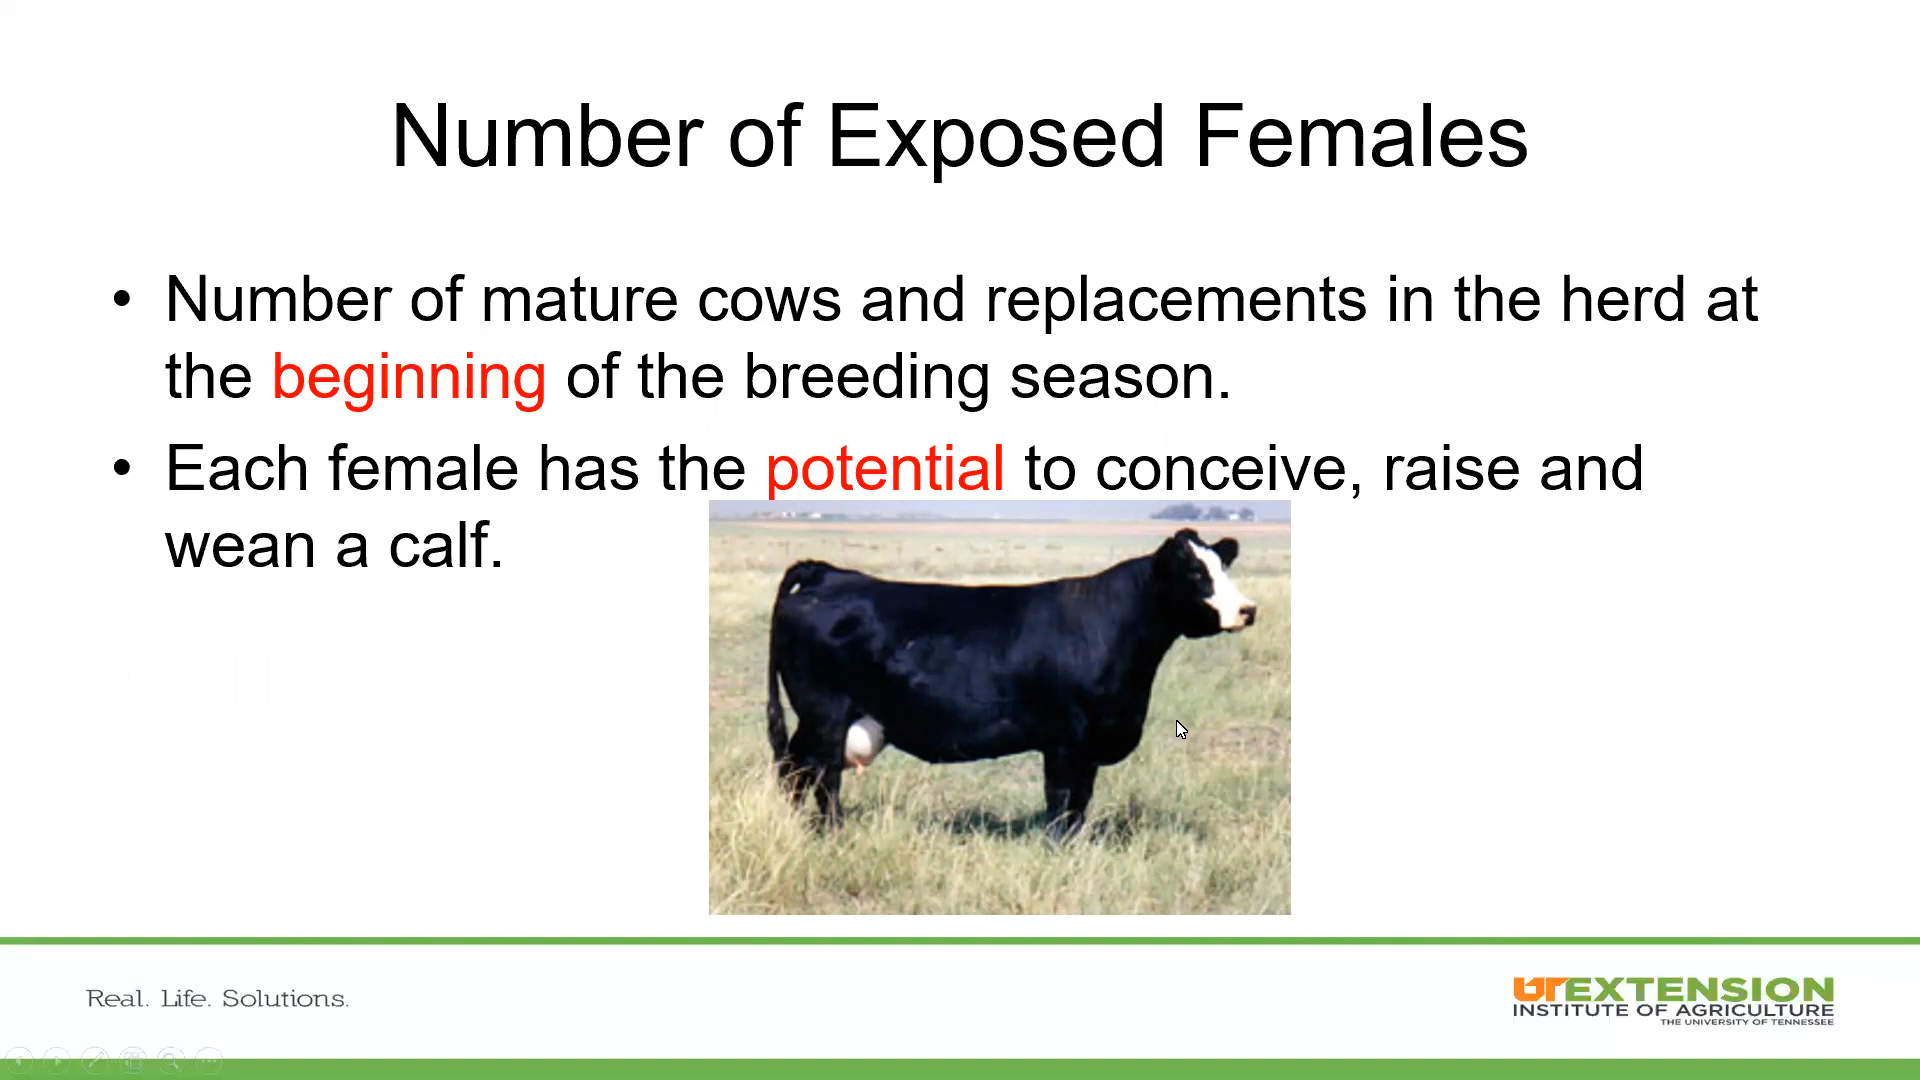 Number of Exposed Females
• Number of mature cows and replacements in the herd at
the beginning of the breeding season.
• Each female has the potential to conceive, raise and
wean a calf.
Real. Life. Solutions.
UTEXTENSION
INSTITUTE OF AGRICULTURE
THE UNIVERSITY OF TENNESSEE